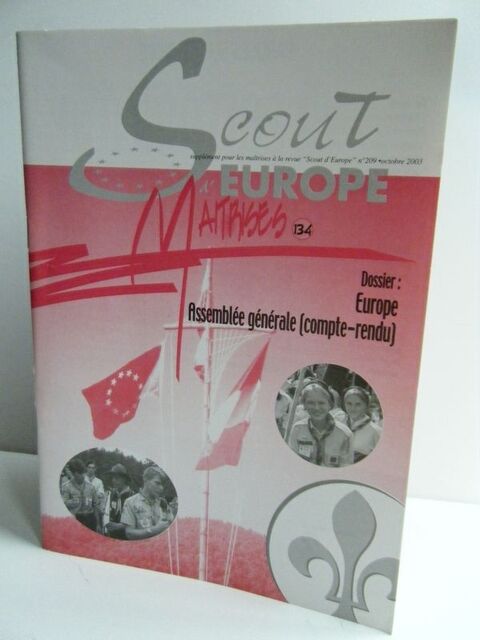 Scout
supplément pour les maîtrises à la revue "Scout d'Europe" n°209 •octobre 2003
d'EUROPE
MAITRISES 134
Dossier :
Europe
Assemblée générale (compte-rendu)